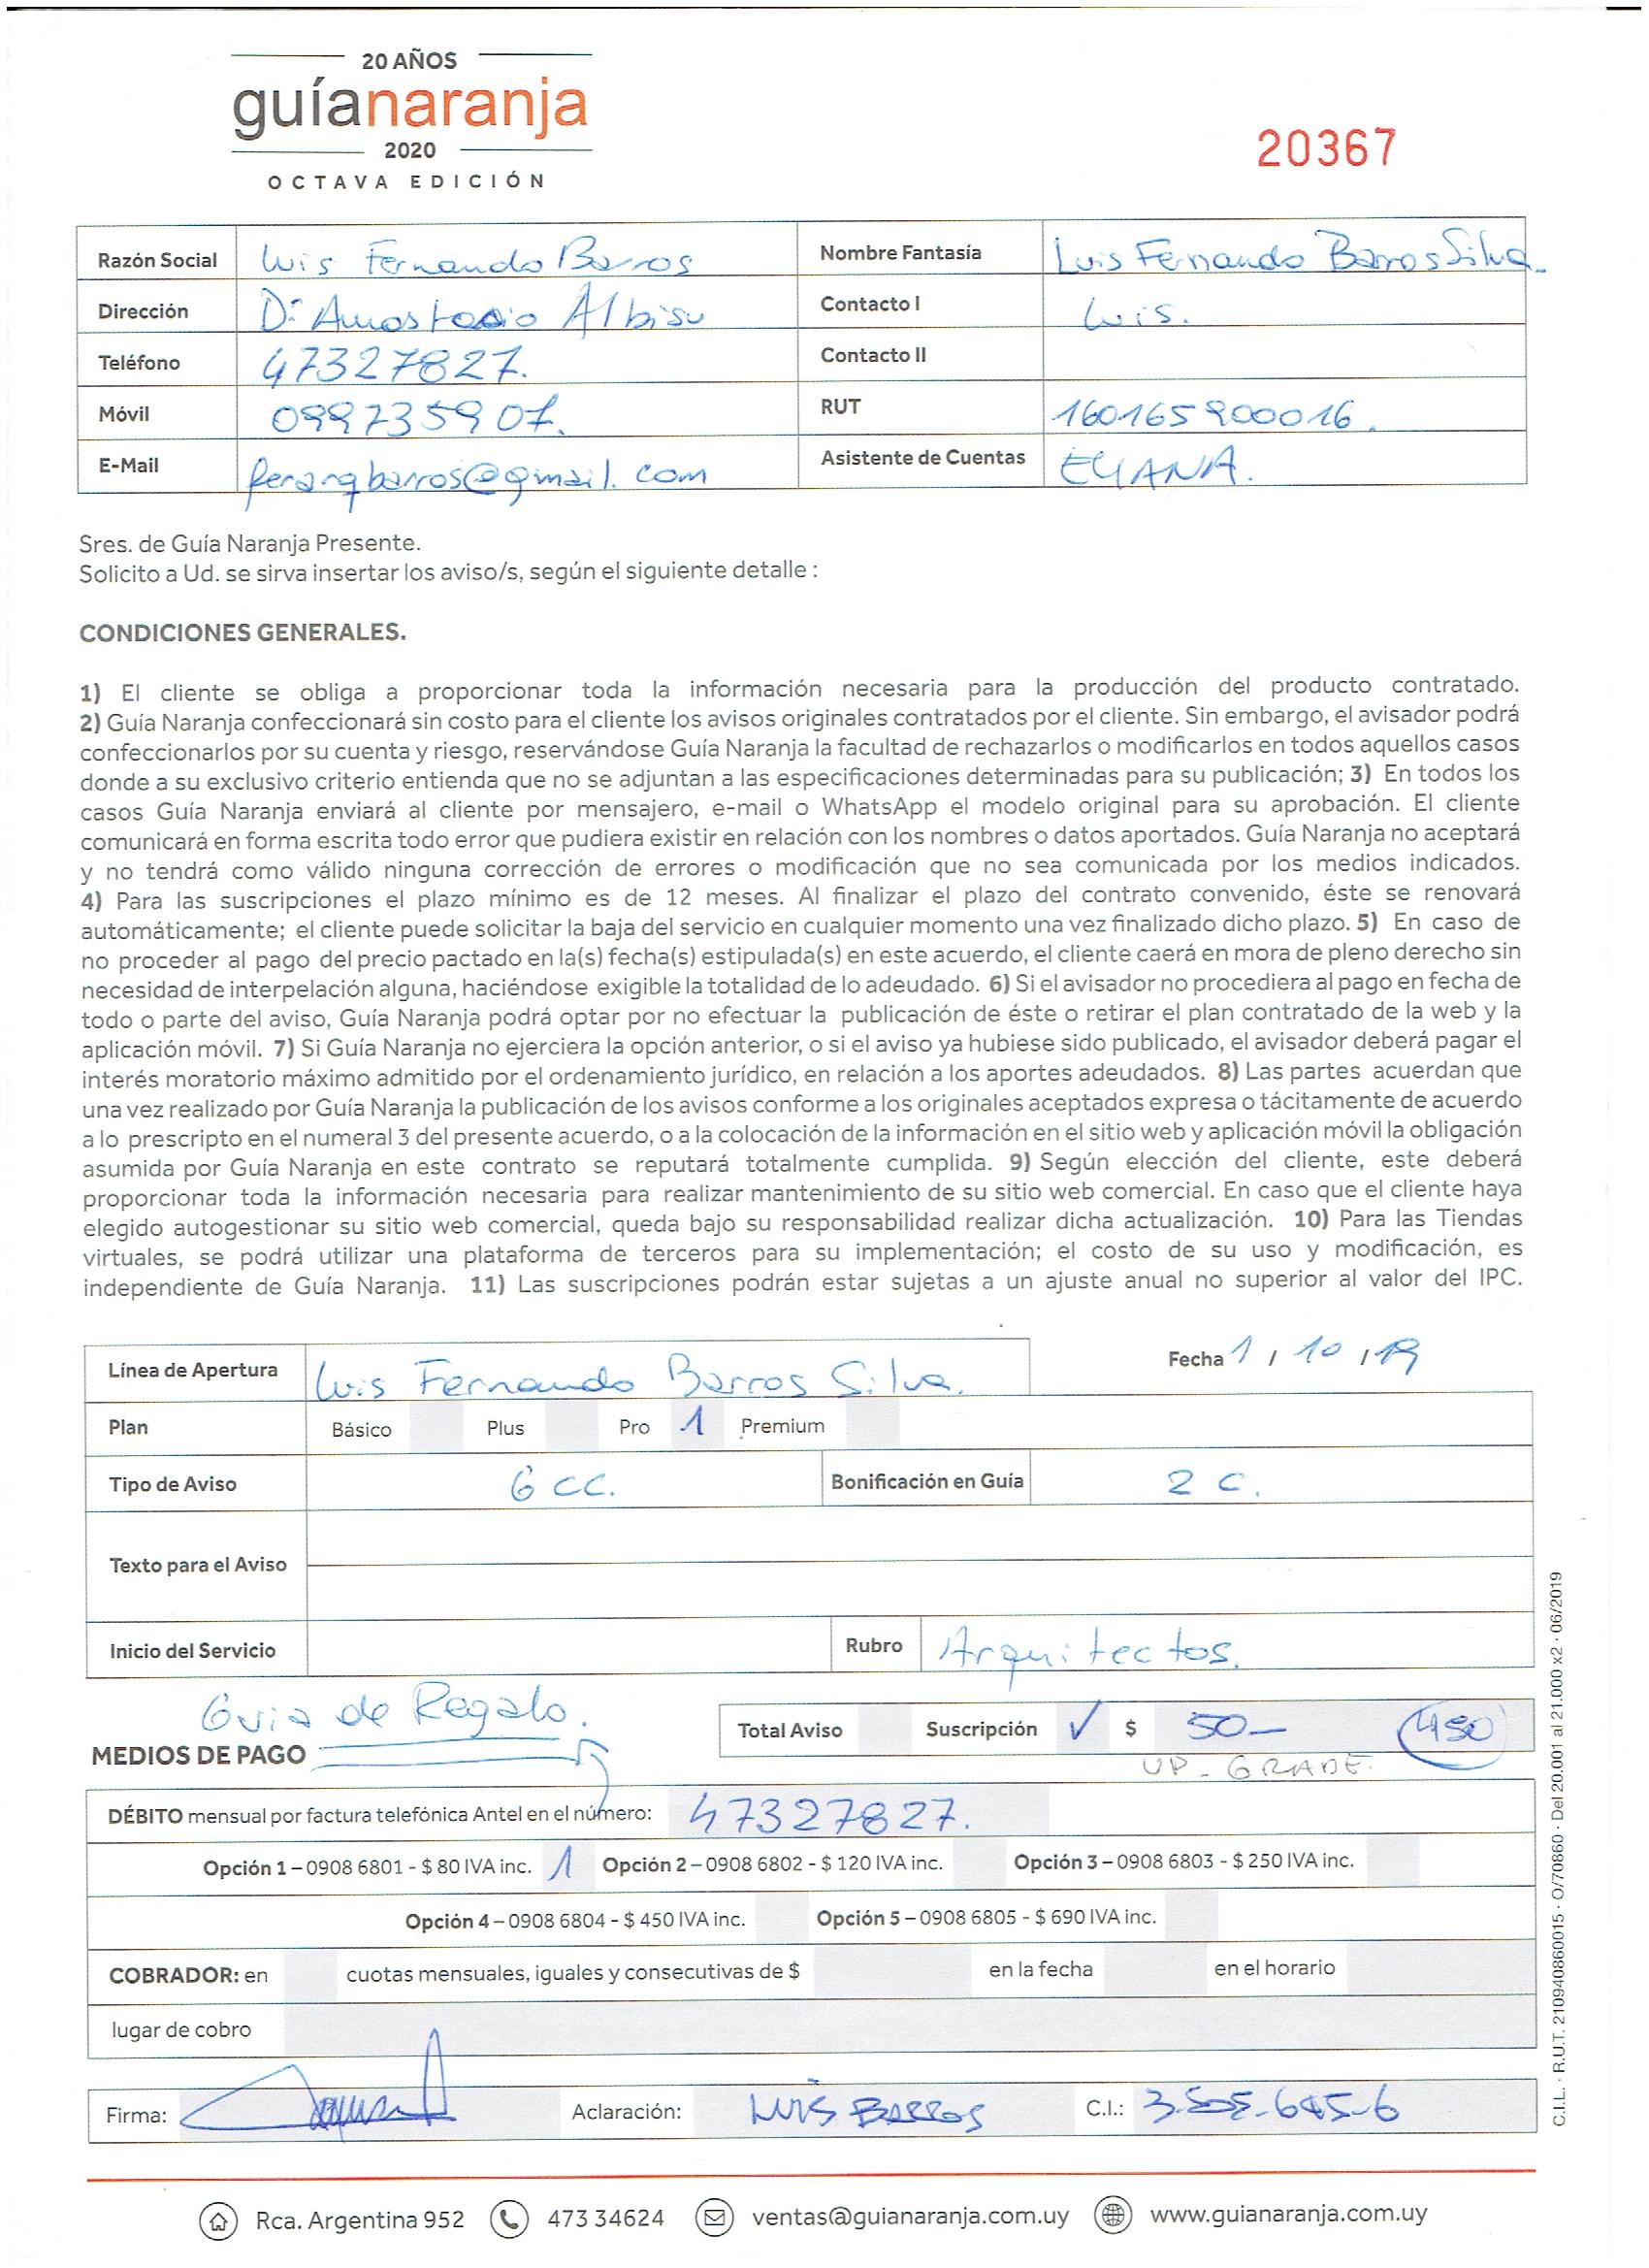 20 AÑOS
guíanaranja
2020
OCTAVA EDICIÓN
20367
Razón Social Luis Fernando Barros Nombre Fantasía Luis Fernando Barros Silva.
Dirección Dr Anastasio Albisu Contacto I Luis.
Teléfono 47327827. Contacto II
Móvil 099735907. RUT 160165900016.
E-Mail ferarqbarros@gmail.com Asistente de Cuentas
Sres. de Guía Naranja Presente.
Solicito a Ud. se sirva insertar los aviso/s, según el siguiente detalle :
CONDICIONES GENERALES.
1) El cliente se obliga a proporcionar toda la información necesaria para la producción del producto contratado.
2) Guía Naranja confeccionará sin costo para el cliente los avisos originales contratados por el cliente. Sin embargo, el avisador podrá
confeccionarlos por su cuenta y riesgo, reservándose Guía Naranja la facultad de rechazarlos o modificarlos en todos aquellos casos
donde a su exclusivo criterio entienda que no se adjuntan a las especificaciones determinadas para su publicación; 3) En todos los
casos Guía Naranja enviará al cliente por mensajero, e-mail o WhatsApp el modelo original para su aprobación. El cliente
comunicará en forma escrita todo error que pudiera existir en relación con los nombres o datos aportados. Guía Naranja no aceptará
y no tendrá como válido ninguna corrección de errores o modificación que no sea comunicada por los medios indicados.
4) Para las suscripciones el plazo mínimo es de 12 meses. Al finalizar el plazo del contrato convenido, éste se renovará
automáticamente; el cliente puede solicitar la baja del servicio en cualquier momento una vez finalizado dicho plazo. 5) En caso de
no proceder al pago del precio pactado en la(s) fecha(s) estipulada(s) en este acuerdo, el cliente caerá en mora de pleno derecho sin
necesidad de interpelación alguna, haciéndose exigible la totalidad de lo adeudado. 6) Si el avisador no procediera al pago en fecha de
todo o parte del aviso, Guía Naranja podrá optar por no efectuar la publicación de éste o retirar el plan contratado de la web y la
aplicación móvil. 7) Si Guía Naranja no ejerciera la opción anterior, o si el aviso ya hubiese sido publicado, el avisador deberá pagar el
interés moratorio máximo admitido por el ordenamiento jurídico, en relación a los aportes adeudados. 8) Las partes acuerdan que
una vez realizado por Guía Naranja la publicación de los avisos conforme a los originales aceptados expresa o tácitamente de acuerdo
a lo prescripto en el numeral 3 del presente acuerdo, o a la colocación de la información en el sitio web y aplicación móvil la obligación
asumida por Guía Naranja en este contrato se reputará totalmente cumplida. 9) Según elección del cliente, este deberá
proporcionar toda la información necesaria para realizar mantenimiento de su sitio web comercial. En caso que el cliente haya
elegido autogestionar su sitio web comercial, queda bajo su responsabilidad realizar dicha actualización. 10) Para las Tiendas
virtuales, se podrá utilizar una plataforma de terceros para su implementación; el costo de su uso y modificación, es
independiente de Guía Naranja. 11) Las suscripciones podrán estar sujetas a un ajuste anual no superior al valor del IPC.
Línea de Apertura Luis Fernando Barros Silva. Fecha 1 / 10 / 19
Plan Básico Plus Pro 1 Premium
Tipo de Aviso 6 CC. Bonificación en Guía 2 C.
Texto para el Aviso
Inicio del Servicio Rubro Arquitectos.
Guia de Regalo.
Total Aviso Suscripción ✓ $ 50- 450
UP-GRADE.
MEDIOS DE PAGO
DÉBITO mensual por factura telefónica Antel en el número: 47327827.
Opción 1 – 0908 6801 - $ 80 IVA inc. 1 Opción 2 – 0908 6802 - $ 120 IVA inc. Opción 3 – 0908 6803 - $ 250 IVA inc.
Opción 4 – 0908 6804 - $ 450 IVA inc. Opción 5 – 0908 6805 - $ 690 IVA inc.
COBRADOR: en cuotas mensuales, iguales y consecutivas de $ en la fecha en el horario
lugar de cobro
Firma: Aclaración: LUIS BARROS C.I.:
Rca. Argentina 952 473 34624 ventas@guianaranja.com.uy www.guianaranja.com.uy
C.I.L. · R.U.T. 210940860015 · O/70860 · Del 20.001 al 21.000 x2 · 06/2019